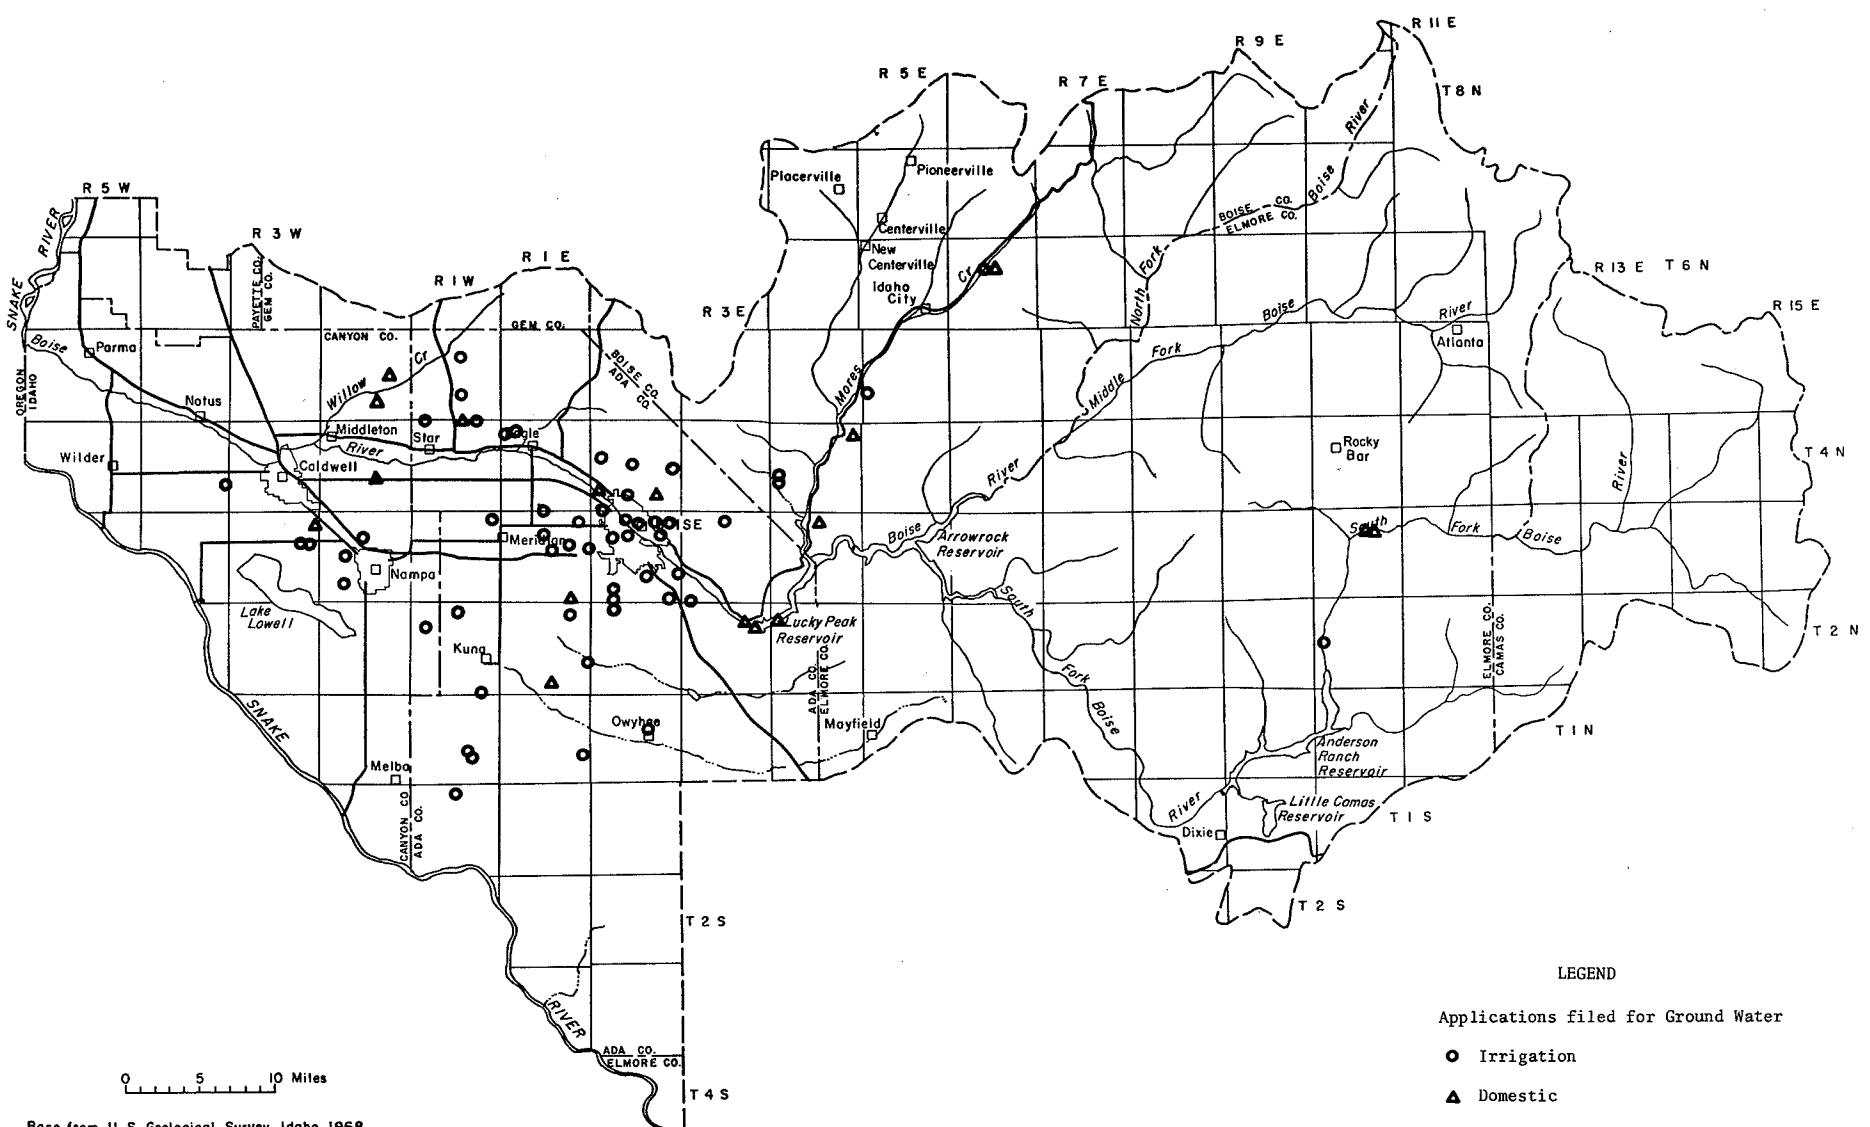 R 11 E
R 9 E
R 5 E
R 7 E
T 8 N
River
Pioneerville
Placerville
R 5 W
Boise
BOISE CO.
ELMORE CO.
SNAKE RIVER
Centerville
R 3 W
New
Centerville
Cr
North Fork
R 1 E
R 13 E
T 6 N
R 1 W
Idaho
City
PAYETTE CO.
GEM CO.
R 3 E
Boise
River
R 15 E
CANYON CO.
GEM CO.
Atlanta
Boise
Parma
Cr
BOISE CO.
ADA CO.
Fork
OREGON
IDAHO
Willow
Mores
Middle
Notus
Middleton
Star
River
Rocky
Bar
Wilder
Caldwell
River
River
T 4 N
South
Fork
Boise
Meridian
Boise
Arrowrock
Reservoir
Nampa
South
Lake
Lowell
Lucky Peak
Reservoir
T 2 N
Kuna
ELMORE CO.
CAMAS CO.
ADA CO.
ELMORE CO.
Fork
SNAKE
Owyhee
Mayfield
Boise
T 1 N
Melba
Anderson
Ranch
Reservoir
CANYON CO
ADA CO.
River
Little Camas
Reservoir
T 1 S
Dixie
T 2 S
T 2 S
LEGEND
RIVER
Applications filed for Ground Water
ADA CO.
ELMORE CO.
Irrigation
0 5 10 Miles
T 4 S
Domestic
Base from U.S. Geological Survey, Idaho 1968